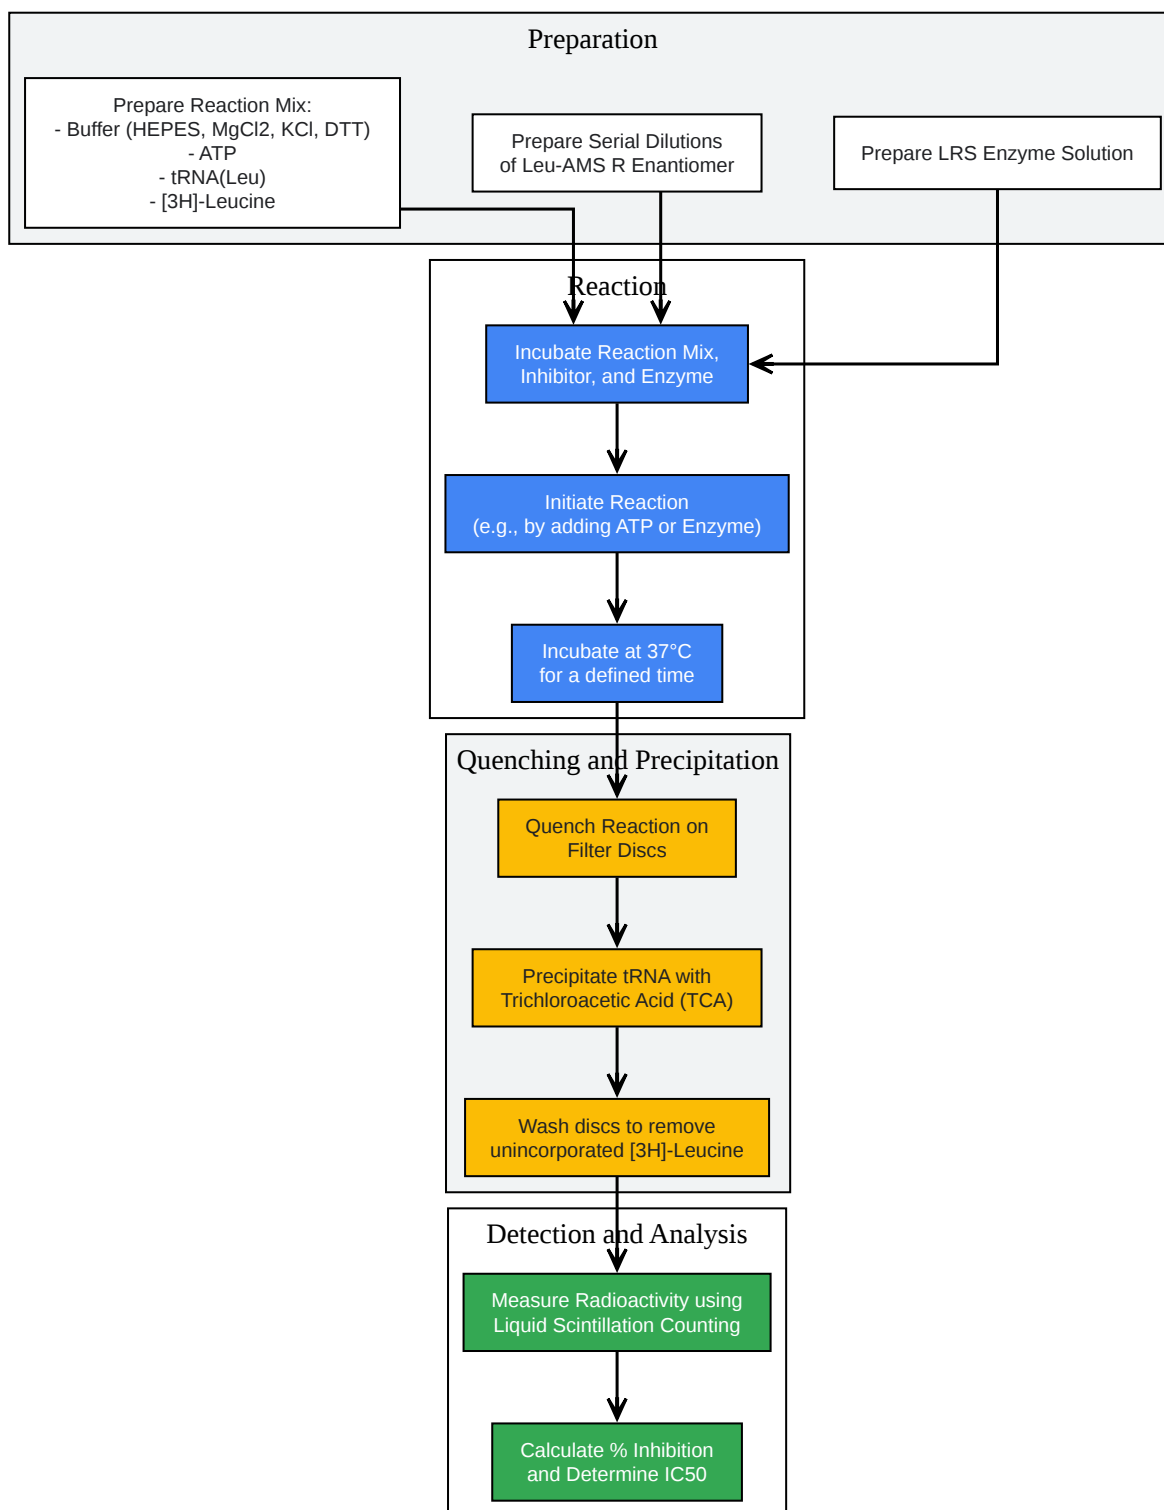 Preparation
Prepare Reaction Mix:
- Buffer (HEPES, MgCl2, KCl, DTT)
- ATP
- tRNA(Leu)
- [3H]-Leucine
Prepare Serial Dilutions
of Leu-AMS R Enantiomer
Prepare LRS Enzyme Solution
Reaction
Incubate Reaction Mix,
Inhibitor, and Enzyme
Initiate Reaction
(e.g., by adding ATP or Enzyme)
Incubate at 37°C
for a defined time
Quenching and Precipitation
Quench Reaction on
Filter Discs
Precipitate tRNA with
Trichloroacetic Acid (TCA)
Wash discs to remove
unincorporated [3H]-Leucine
Detection and Analysis
Measure Radioactivity using
Liquid Scintillation Counting
Calculate % Inhibition
and Determine IC50